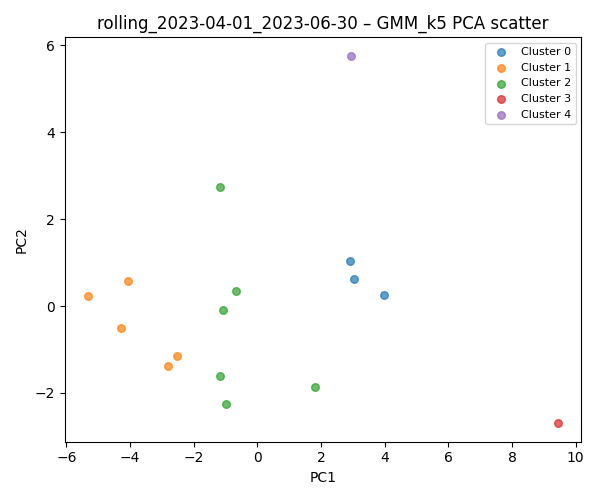 rolling_2023-04-01_2023-06-30 – GMM_k5 PCA scatter
6
4
2
0
−2
PC2
−6
−4
−2
0
2
4
6
8
10
PC1
Cluster 0
Cluster 1
Cluster 2
Cluster 3
Cluster 4